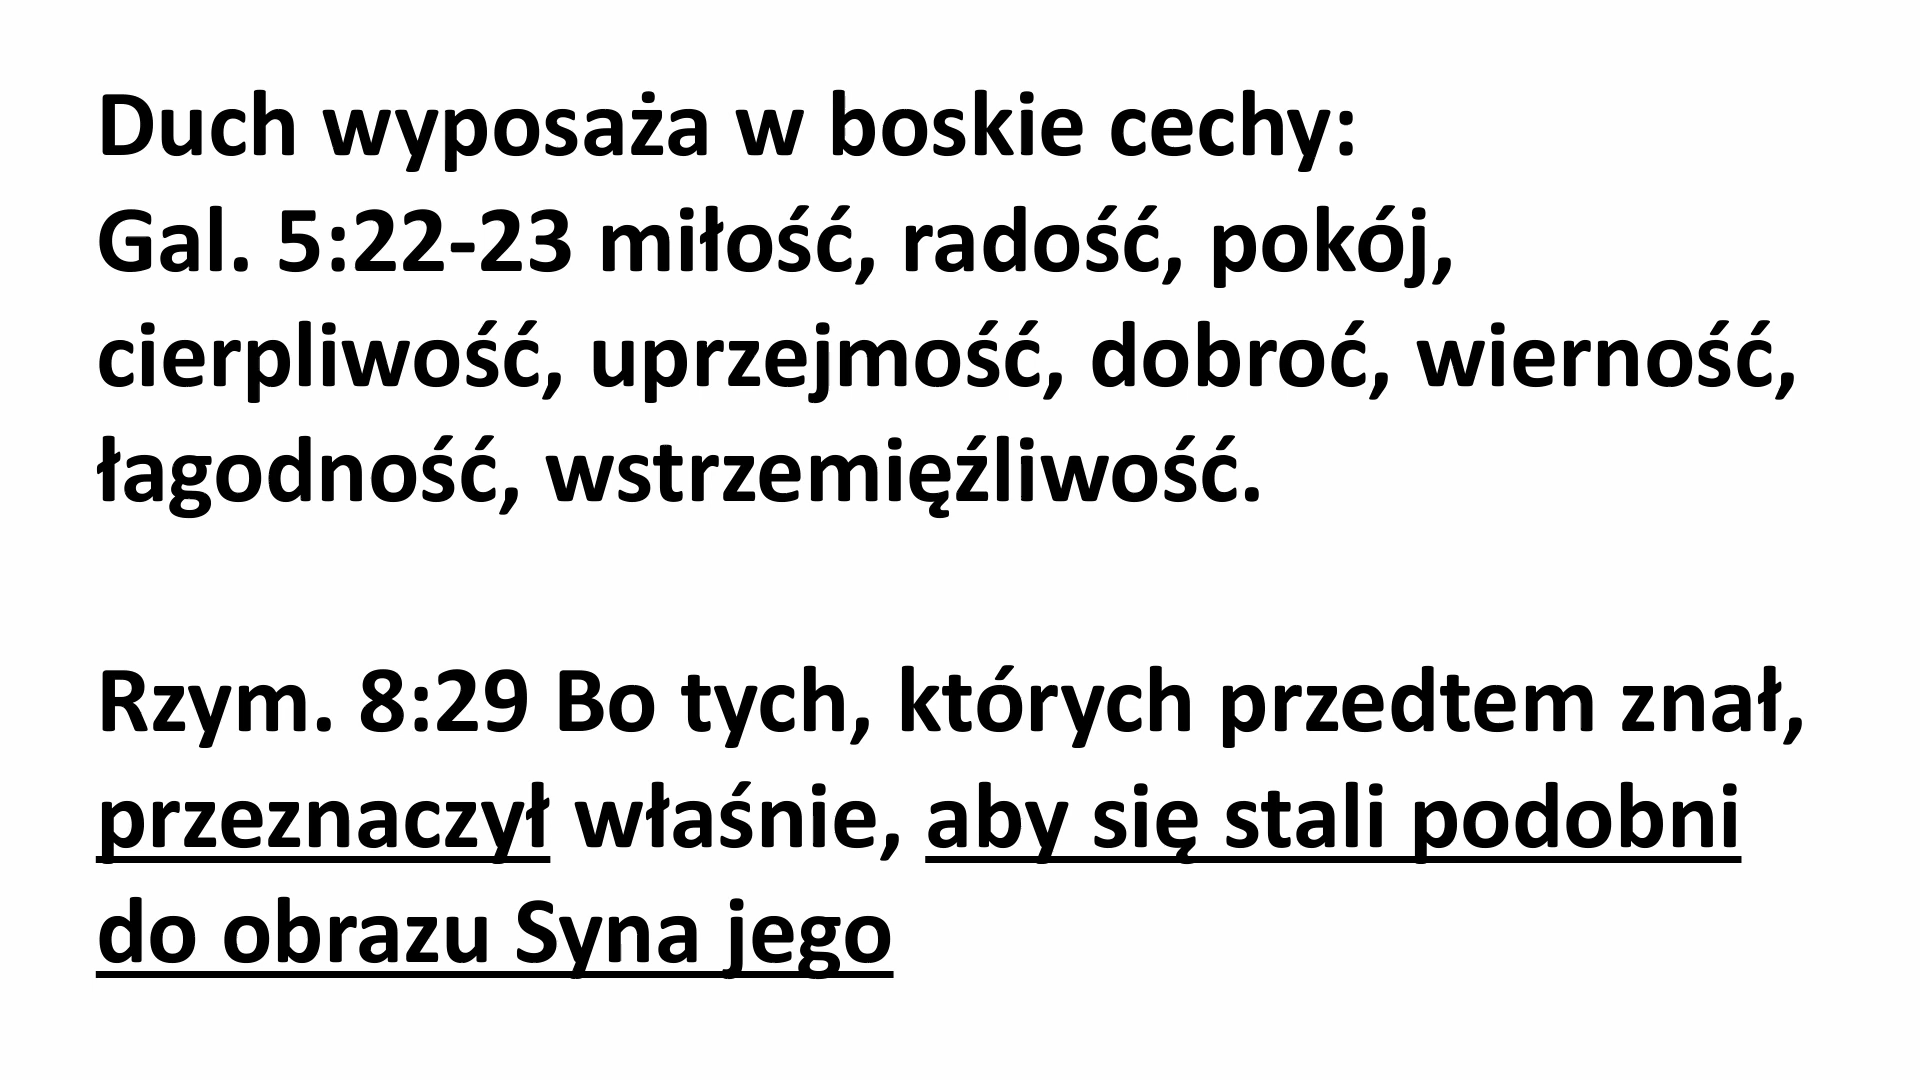 Duch wyposaża w boskie cechy:
Gal. 5:22-23 miłość, radość, pokój,
cierpliwość, uprzejmość, dobroć, wierność,
łagodność, wstrzemięźliwość.
Rzym. 8:29 Bo tych, których przedtem znał,
przeznaczył właśnie, aby się stali podobni
do obrazu Syna jego